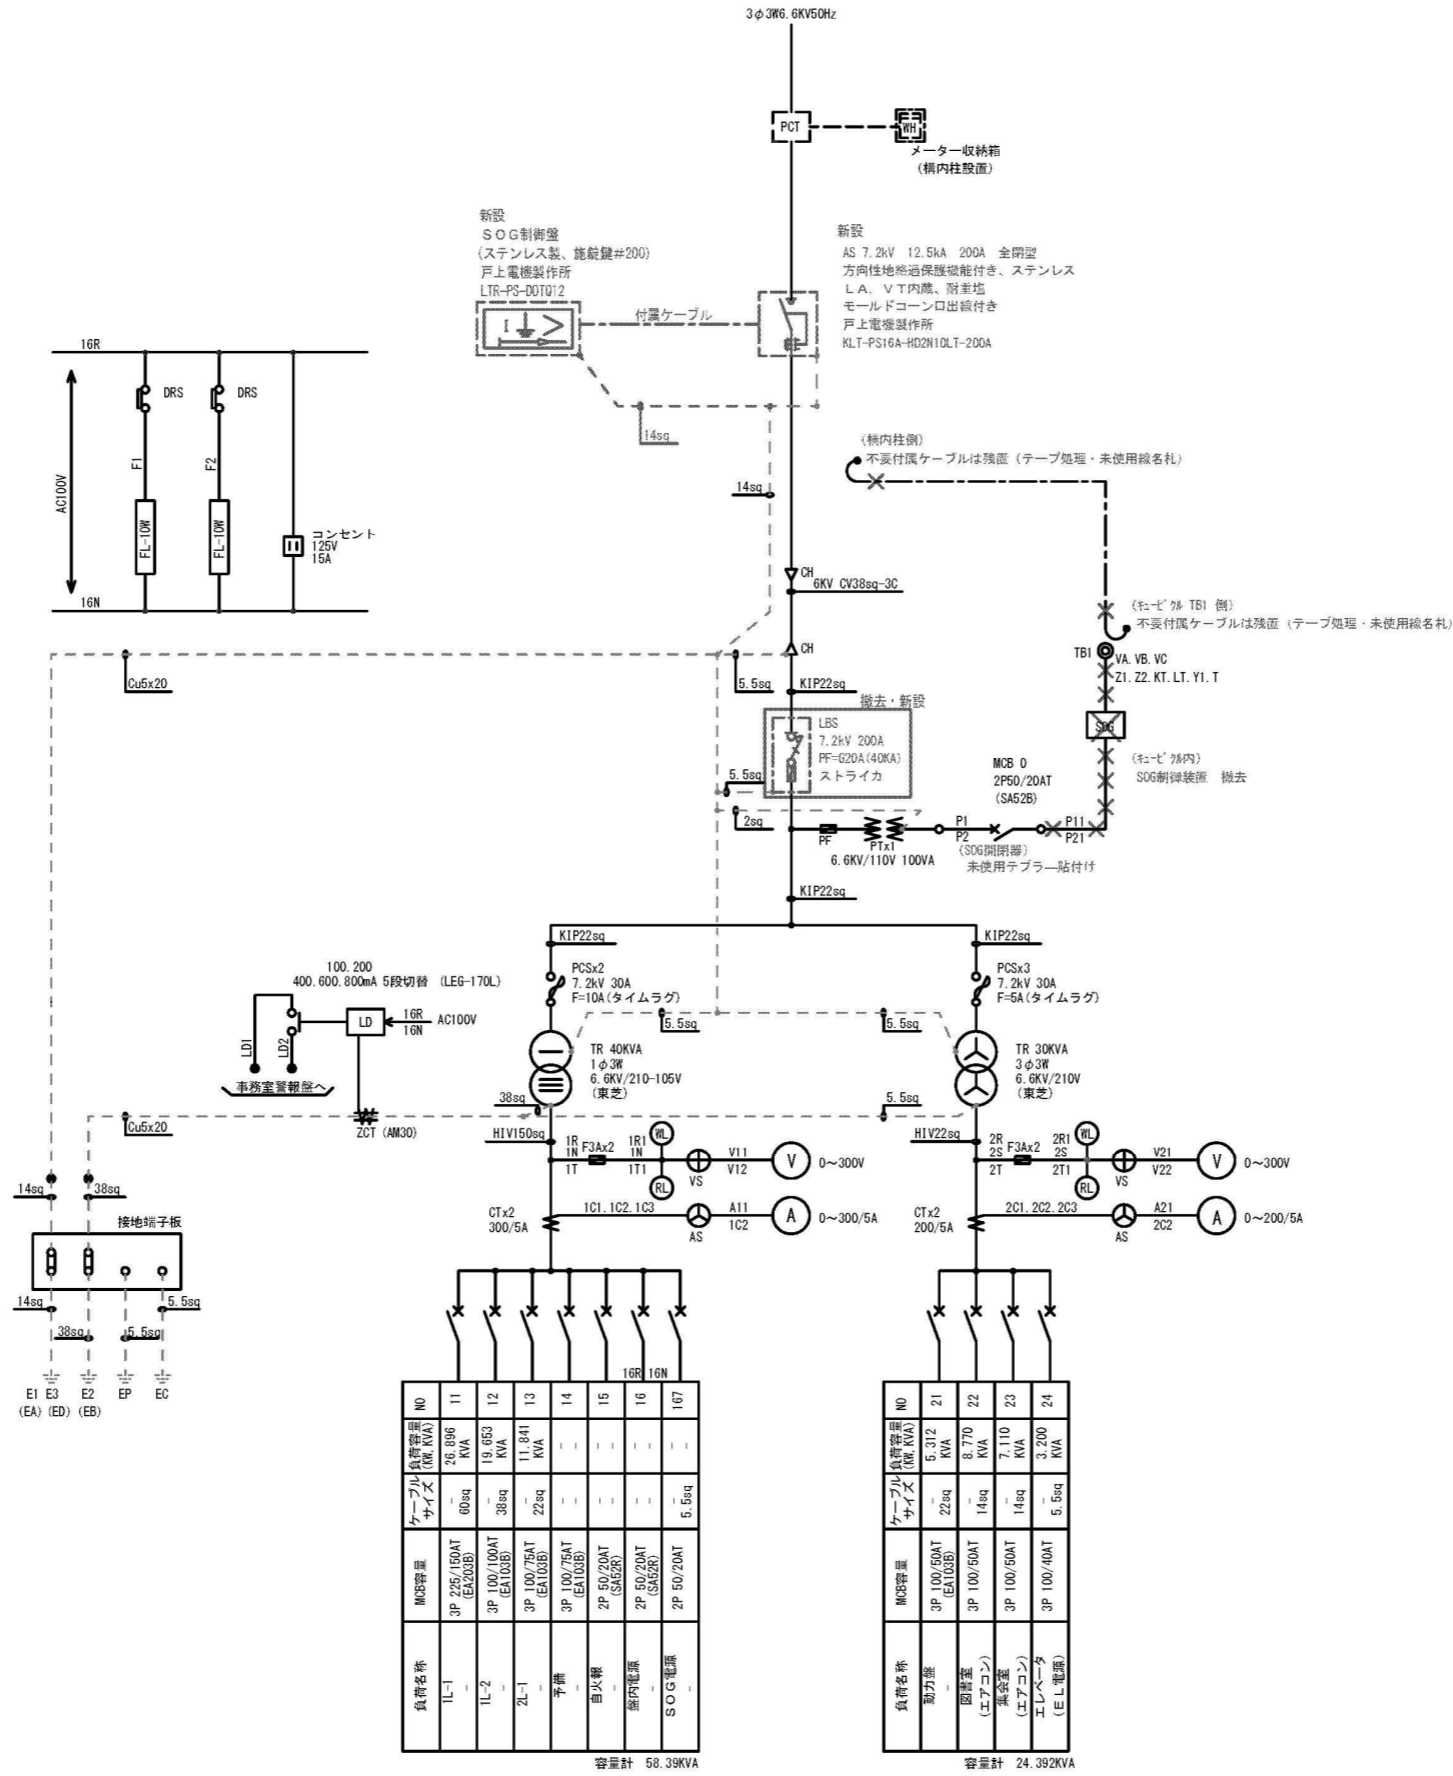 3φ3W6.6KV50Hz
PCT
WH
メーター収納箱
(構内柱設置)
新設
SOG制御盤
(ステンレス製、施錠鍵#200)
戸上電機製作所
LTR-PS-D0TQ12
I
付属ケーブル
新設
AS 7.2kV 12.5kA 200A 全閉型
方向性地絡過保護機能付き、ステンレス
LA、VT内蔵、耐重塩
モールドコーン口出線付き
戸上電機製作所
KLT-PS16A-HD2N10LT-200A
14sq
14sq
16R
DRS
DRS
AC100V
F1
F2
FL-10W
FL-10W
コンセント
125V
15A
16N
(構内柱側)
不要付属ケーブルは残置(テープ処理・未使用線名札)
CH
6KV CV38sq-3C
CH
(キュービクル TB1 側)
不要付属ケーブルは残置(テープ処理・未使用線名札)
TB1
VA.VB.VC
Z1.Z2.KT.LT.Y1.T
SOG
(キュービクル内)
SOG制御装置 撤去
Cu5x20
5.5sq
KIP22sq
撤去・新設
LBS
7.2kV 200A
PF=G20A(40KA)
ストライカ
5.5sq
2sq
MCB 0
2P50/20AT
(SA52B)
PF
PTx1
6.6KV/110V 100VA
P1
P2
P11
P21
(SOG開閉器)
未使用テプラ―貼付け
KIP22sq
KIP22sq
KIP22sq
PCSx2
7.2kV 30A
F=10A(タイムラグ)
PCSx3
7.2kV 30A
F=5A(タイムラグ)
100.200
400.600.800mA 5段切替 (LEG-170L)
LD
16R
16N
AC100V
LD1
LD2
事務室警報盤へ
ZCT (AM30)
5.5sq
5.5sq
TR 40KVA
1φ3W
6.6KV/210-105V
(東芝)
TR 30KVA
3φ3W
6.6KV/210V
(東芝)
38sq
5.5sq
Cu5x20
HIV150sq
1R
1N
1T
F3Ax2
1R1
1N
1T1
WL
RL
VS
V11
V12
V
0~300V
CTx2
300/5A
1C1.1C2.1C3
AS
A11
1C2
A
0~300/5A
HIV22sq
2R
2S
2T
F3Ax2
2R1
2S
2T1
WL
RL
VS
V21
V22
V
0~300V
CTx2
200/5A
2C1.2C2.2C3
AS
A21
2C2
A
0~200/5A
14sq
38sq
接地端子板
14sq
5.5sq
38sq
5.5sq
E1 E3 E2 EP EC
(EA) (ED) (EB)
16R 16N
NO 11 12 13 14 15 16 167
負荷容量
(KW,KVA)
26.896
KVA
19.653
KVA
11.841
KVA
- - - -
- - - -
ケーブル
サイズ
- - - - - - -
60sq 38sq 22sq - - - 5.5sq
MCB容量
3P 225/150AT
(EA203B)
3P 100/100AT
(EA103B)
3P 100/75AT
(EA103B)
3P 100/75AT
(EA103B)
2P 50/20AT
(SA52R)
2P 50/20AT
(SA52R)
2P 50/20AT
負荷名称
1L-1
-
1L-2
-
2L-1
-
予備
-
自火報
-
盤内電源
-
SOG電源
-
容量計 58.39KVA
NO 21 22 23 24
負荷容量
(KW,KVA)
5.312
KVA
8.770
KVA
7.110
KVA
3.200
KVA
ケーブル
サイズ
- - - -
22sq 14sq 14sq 5.5sq
MCB容量
3P 100/50AT
(EA103B)
3P 100/50AT
3P 100/50AT
3P 100/40AT
負荷名称
動力盤
-
図書室
(エアコン)
集会室
(エアコン)
エレベータ
(EL電源)
容量計 24.392KVA